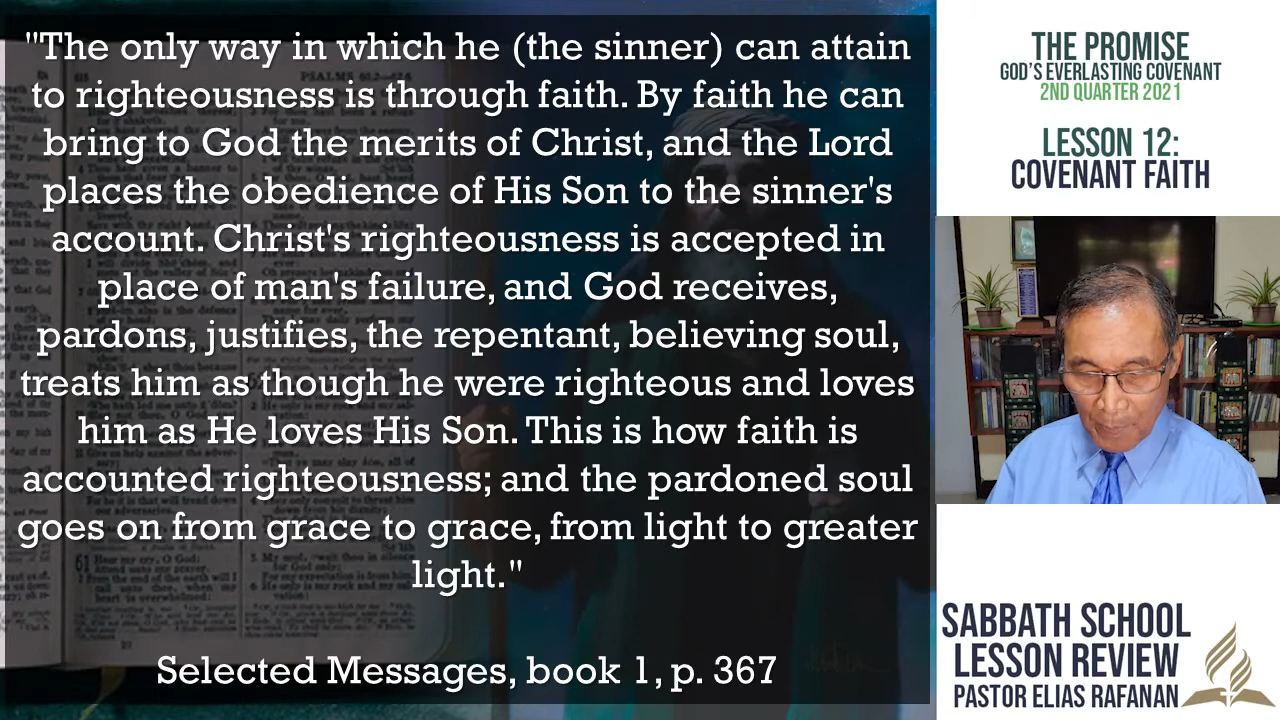 "The only way in which he (the sinner) can attain
to righteousness is through faith. By faith he can
bring to God the merits of Christ, and the Lord
places the obedience of His Son to the sinner's
account. Christ's righteousness is accepted in
place of man's failure, and God receives,
pardons, justifies, the repentant, believing soul,
treats him as though he were righteous and loves
him as He loves His Son. This is how faith is
accounted righteousness; and the pardoned soul
goes on from grace to grace, from light to greater
light."
Selected Messages, book 1, p. 367
THE PROMISE
GOD'S EVERLASTING COVENANT
2ND QUARTER 2021
LESSON 12:
COVENANT FAITH
SABBATH SCHOOL
LESSON REVIEW
PASTOR ELIAS RAFANAN